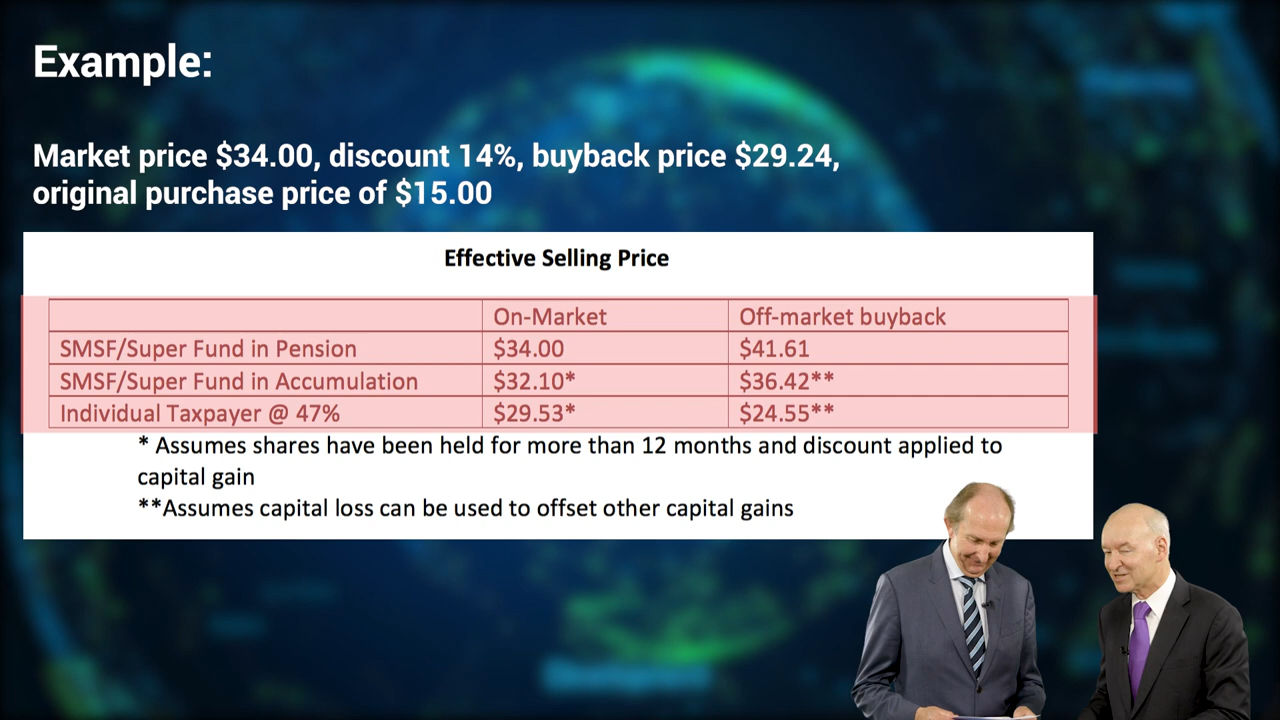 Example:
Market price $34.00, discount 14%, buyback price $29.24,
original purchase price of $15.00
Effective Selling Price
On-Market Off-market buyback
SMSF/Super Fund in Pension $34.00 $41.61
SMSF/Super Fund in Accumulation $32.10* $36.42**
Individual Taxpayer @ 47% $29.53* $24.55**
* Assumes shares have been held for more than 12 months and discount applied to
capital gain
**Assumes capital loss can be used to offset other capital gains